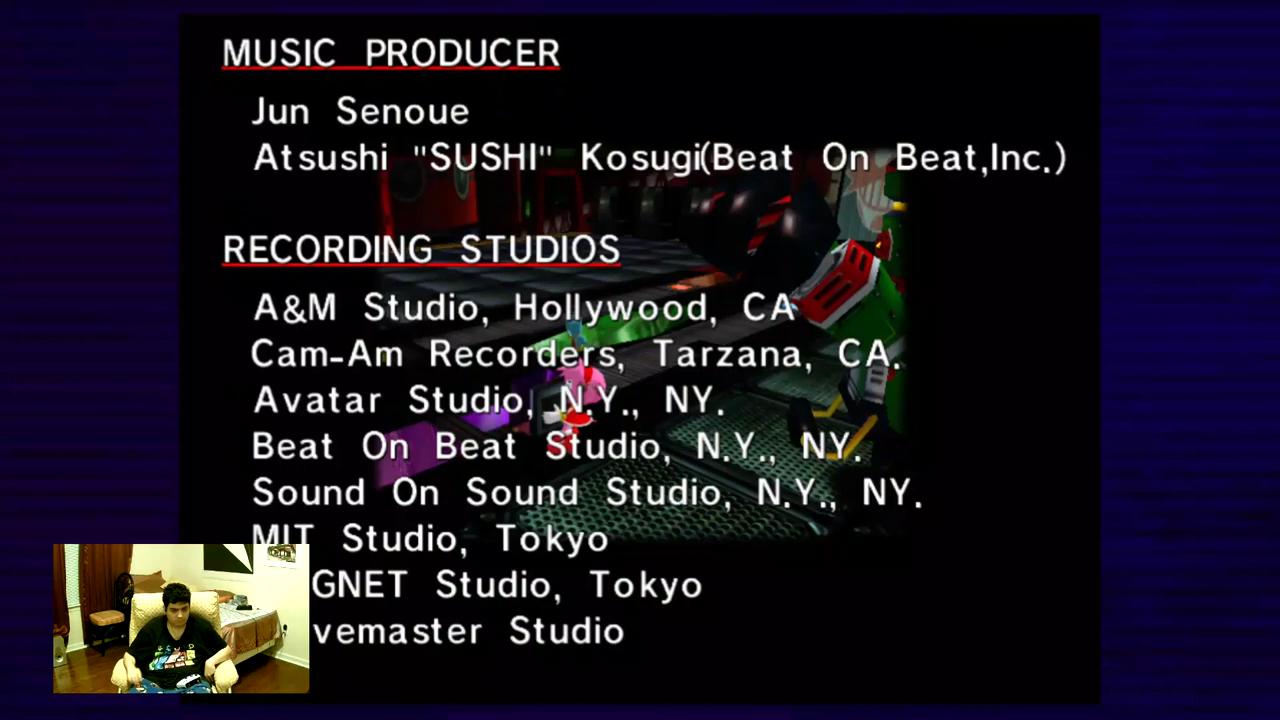 MUSIC PRODUCER
Jun Senoue
Atsushi "SUSHI" Kosugi(Beat On Beat,Inc.)
RECORDING STUDIOS
A&M Studio, Hollywood, CA
Cam-Am Recorders, Tarzana, CA.
Avatar Studio, N.Y., NY.
Beat On Beat Studio, N.Y., NY.
Sound On Sound Studio, N.Y., NY.
MIT Studio, Tokyo
GNET Studio, Tokyo
vemaster Studio